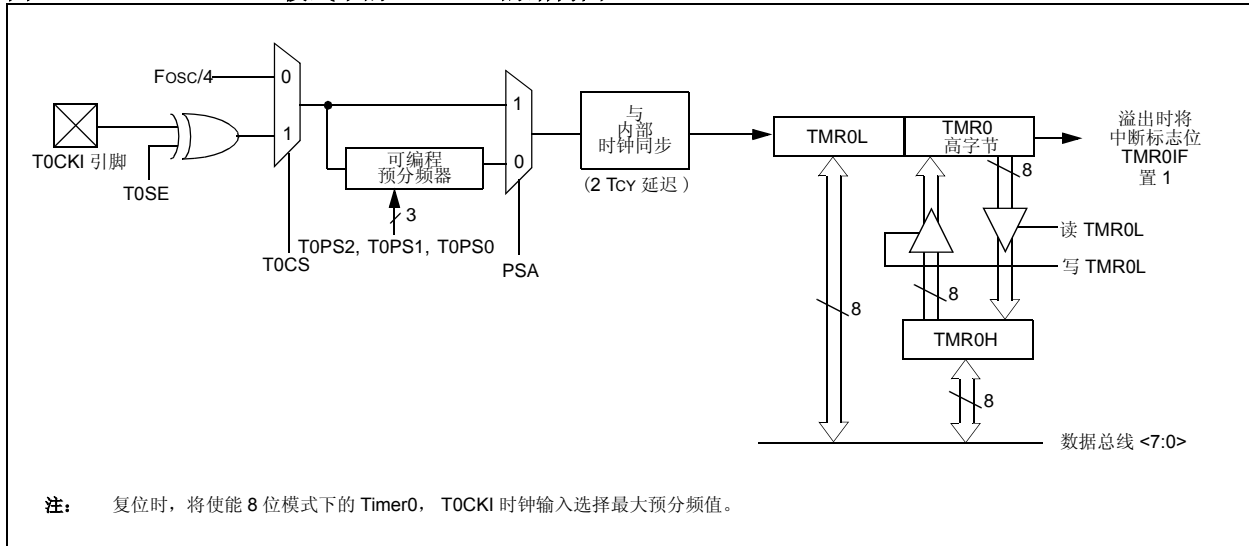 Fosc/4
0
1
T0CKI 引脚
T0SE
T0CS
可编程
预分频器
3
T0PS2, T0PS1, T0PS0
1
0
PSA
与
内部
时钟同步
(2 TCY 延迟 )
TMR0L
TMR0
高字节
8
溢出时将
中断标志位
TMR0IF
置 1
读 TMR0L
写 TMR0L
8
8
TMR0H
8
数据总线 <7:0>
注: 复位时，将使能 8 位模式下的 Timer0， T0CKI 时钟输入选择最大预分频值。